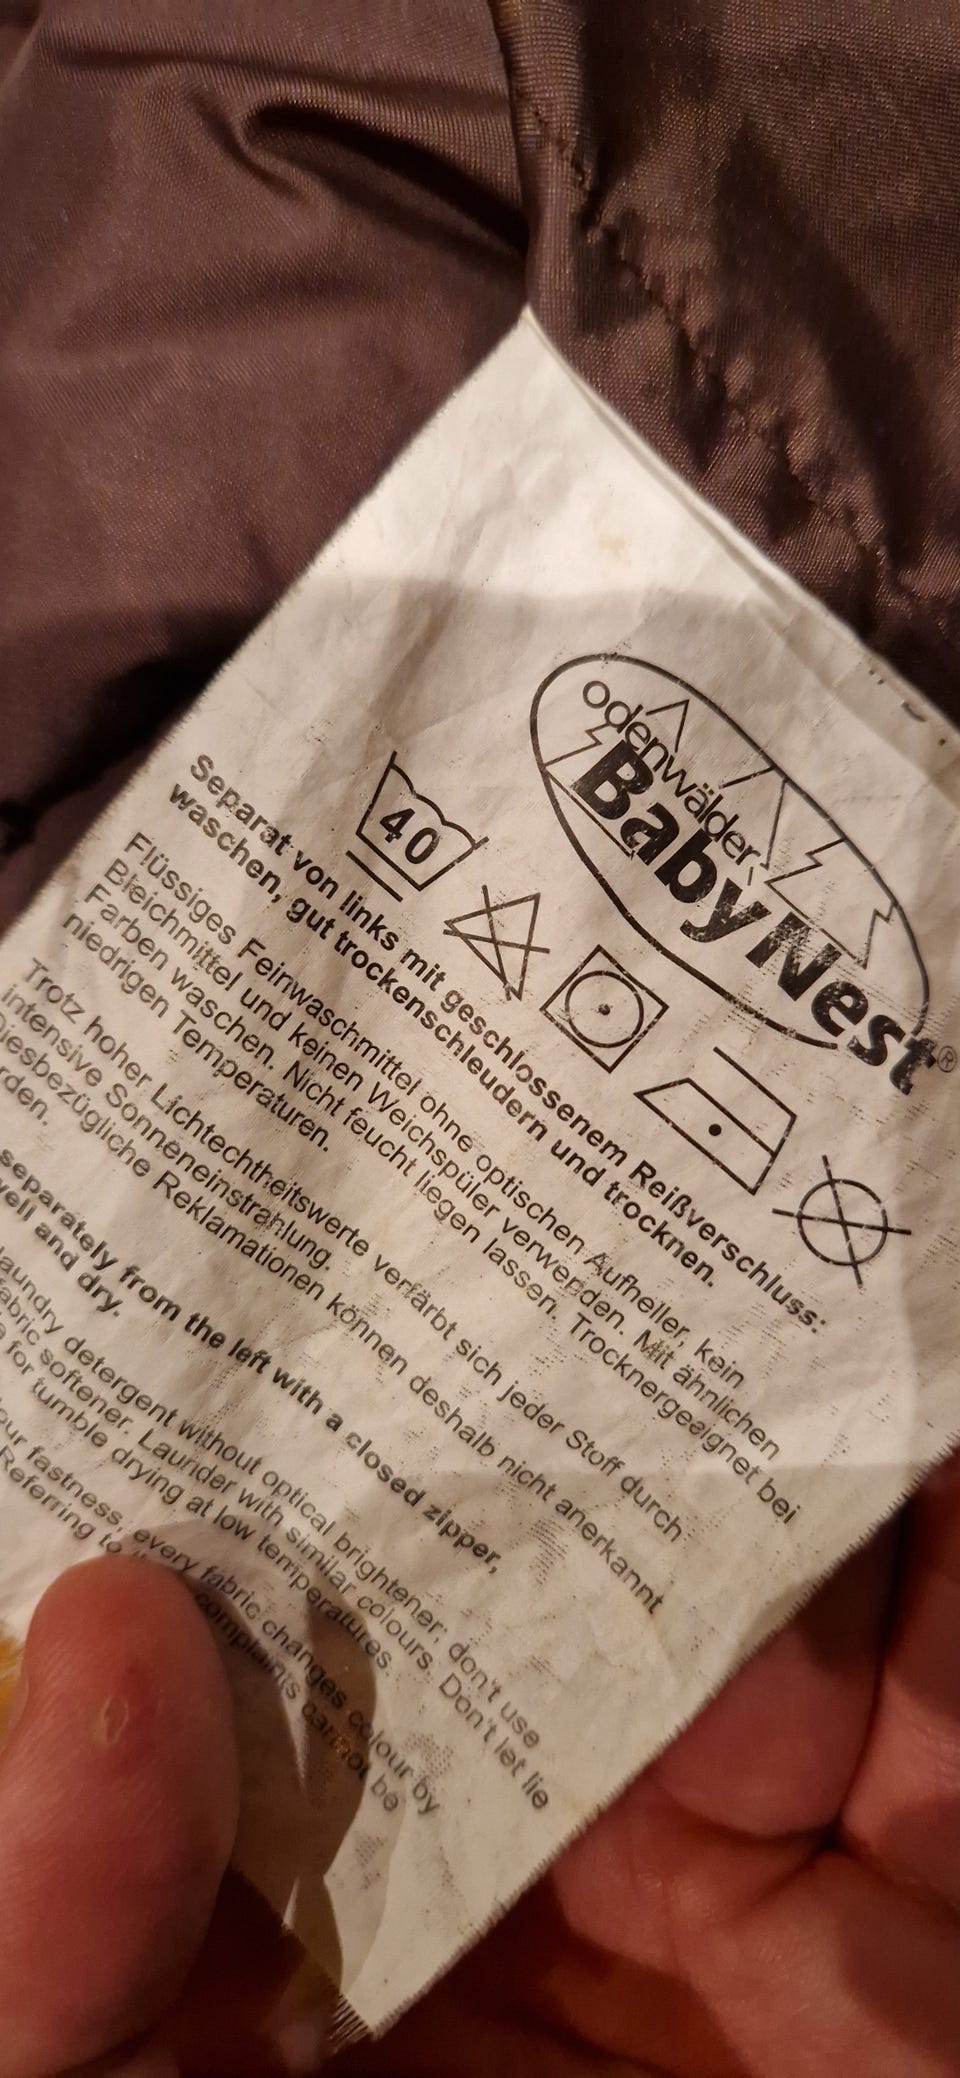 odenwälder
BabyNest®
40
Separat von links mit geschlossenem Reißverschluss:
waschen, gut trockenschleudern und trocknen.
Flüssiges Feinwaschmittel ohne optischen Aufheller, kein
Bleichmittel und keinen Weichspüler verwenden. Mit ähnlichen
Farben waschen. Nicht feucht liegen lassen. Trocknergeeignet bei
niedrigen Temperaturen.
Trotz hoher Lichtechtheitswerte verfärbt sich jeder Stoff durch
intensive Sonneneinstrahlung.
Diesbezügliche Reklamationen können deshalb nicht anerkannt
rden.
separately from the left with a closed zipper,
well and dry.
laundry detergent without optical brightener; don't use
fabric softener. Launder with similar colours. Don't let lie
for tumble drying at low temperatures.
our fastness, every fabric changes colour by
Referring to complaints cannot be